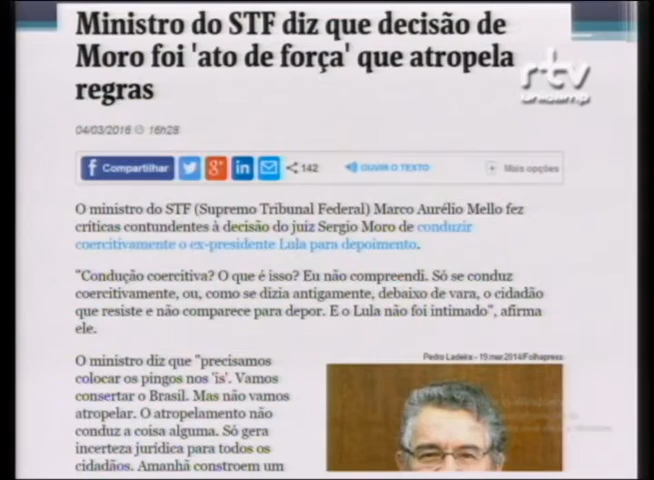 Ministro do STF diz que decisão de
Moro foi 'ato de força' que atropela
regras
rtv
unicamp
04/03/2016 16h28
Compartilhar
142
OUVIR O TEXTO
Mais opções
O ministro do STF (Supremo Tribunal Federal) Marco Aurélio Mello fez
críticas contundentes à decisão do juiz Sergio Moro de conduzir
coercitivamente o ex-presidente Lula para depoimento.
"Condução coercitiva? O que é isso? Eu não compreendi. Só se conduz
coercitivamente, ou, como se dizia antigamente, debaixo de vara, o cidadão
que resiste e não comparece para depor. E o Lula não foi intimado", afirma
ele.
Pedro Ladeira - 19.mar.2014/Folhapress
O ministro diz que "precisamos
colocar os pingos nos 'is'. Vamos
consertar o Brasil. Mas não vamos
atropelar. O atropelamento não
conduz a coisa alguma. Só gera
incerteza jurídica para todos os
cidadãos. Amanhã constroem um